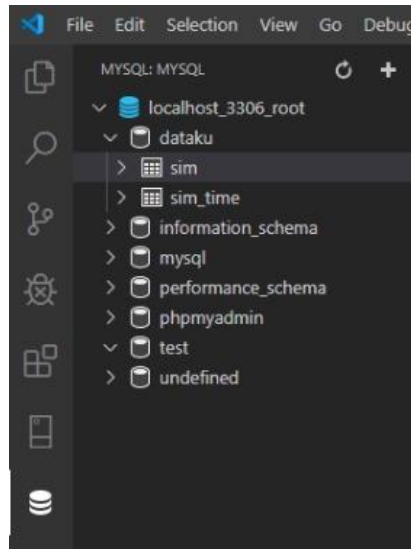 File Edit Selection View Go Debug
MYSQL: MYSQL
localhost_3306_root
dataku
sim
sim_time
information_schema
mysql
performance_schema
phpmyadmin
test
undefined